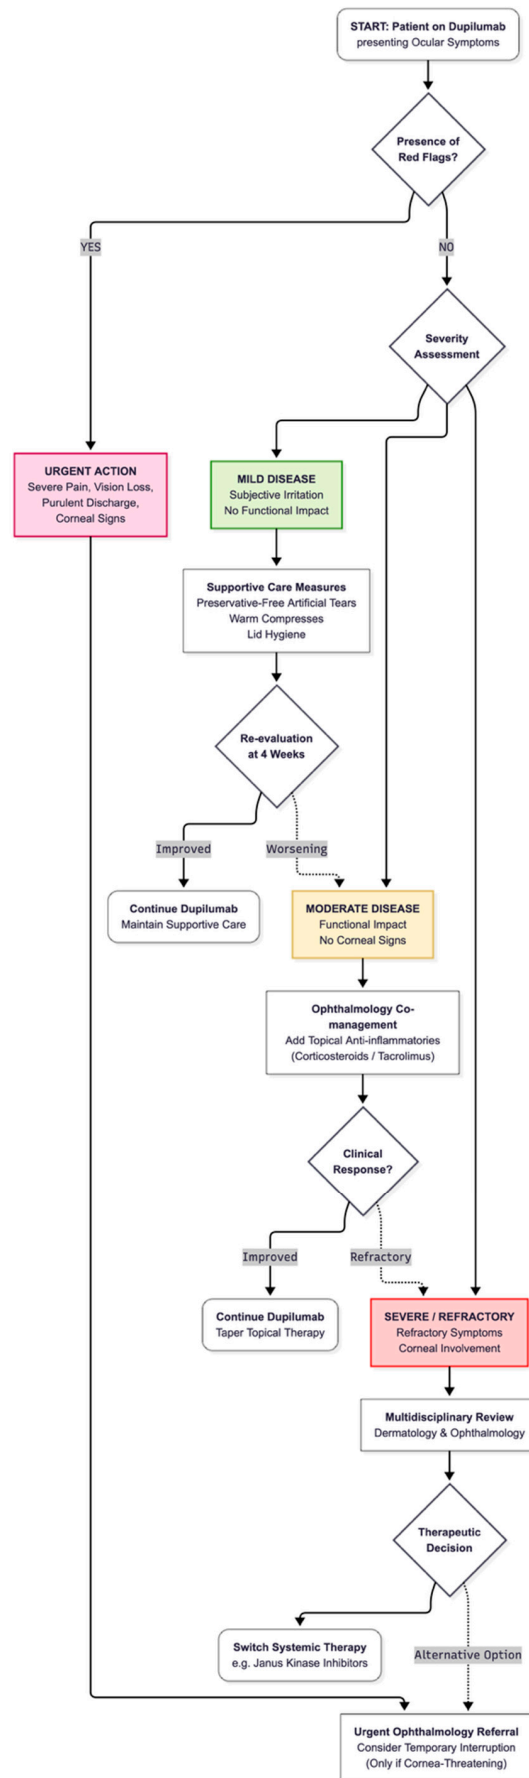 START: Patient on Dupilumab
presenting Ocular Symptoms
Presence of
Red Flags?
YES
NO
Severity
Assessment
URGENT ACTION
Severe Pain, Vision Loss,
Purulent Discharge,
Corneal Signs
MILD DISEASE
Subjective Irritation
No Functional Impact
Supportive Care Measures
Preservative-Free Artificial Tears
Warm Compresses
Lid Hygiene
Re-evaluation
at 4 Weeks
Improved
Worsening
Continue Dupilumab
Maintain Supportive Care
MODERATE DISEASE
Functional Impact
No Corneal Signs
Ophthalmology Co-
management
Add Topical Anti-inflammatories
(Corticosteroids / Tacrolimus)
Clinical
Response?
Improved
Refractory
Continue Dupilumab
Taper Topical Therapy
SEVERE / REFRACTORY
Refractory Symptoms
Corneal Involvement
Multidisciplinary Review
Dermatology & Ophthalmology
Therapeutic
Decision
Switch Systemic Therapy
e.g. Janus Kinase Inhibitors
Alternative Option
Urgent Ophthalmology Referral
Consider Temporary Interruption
(Only if Cornea-Threatening)